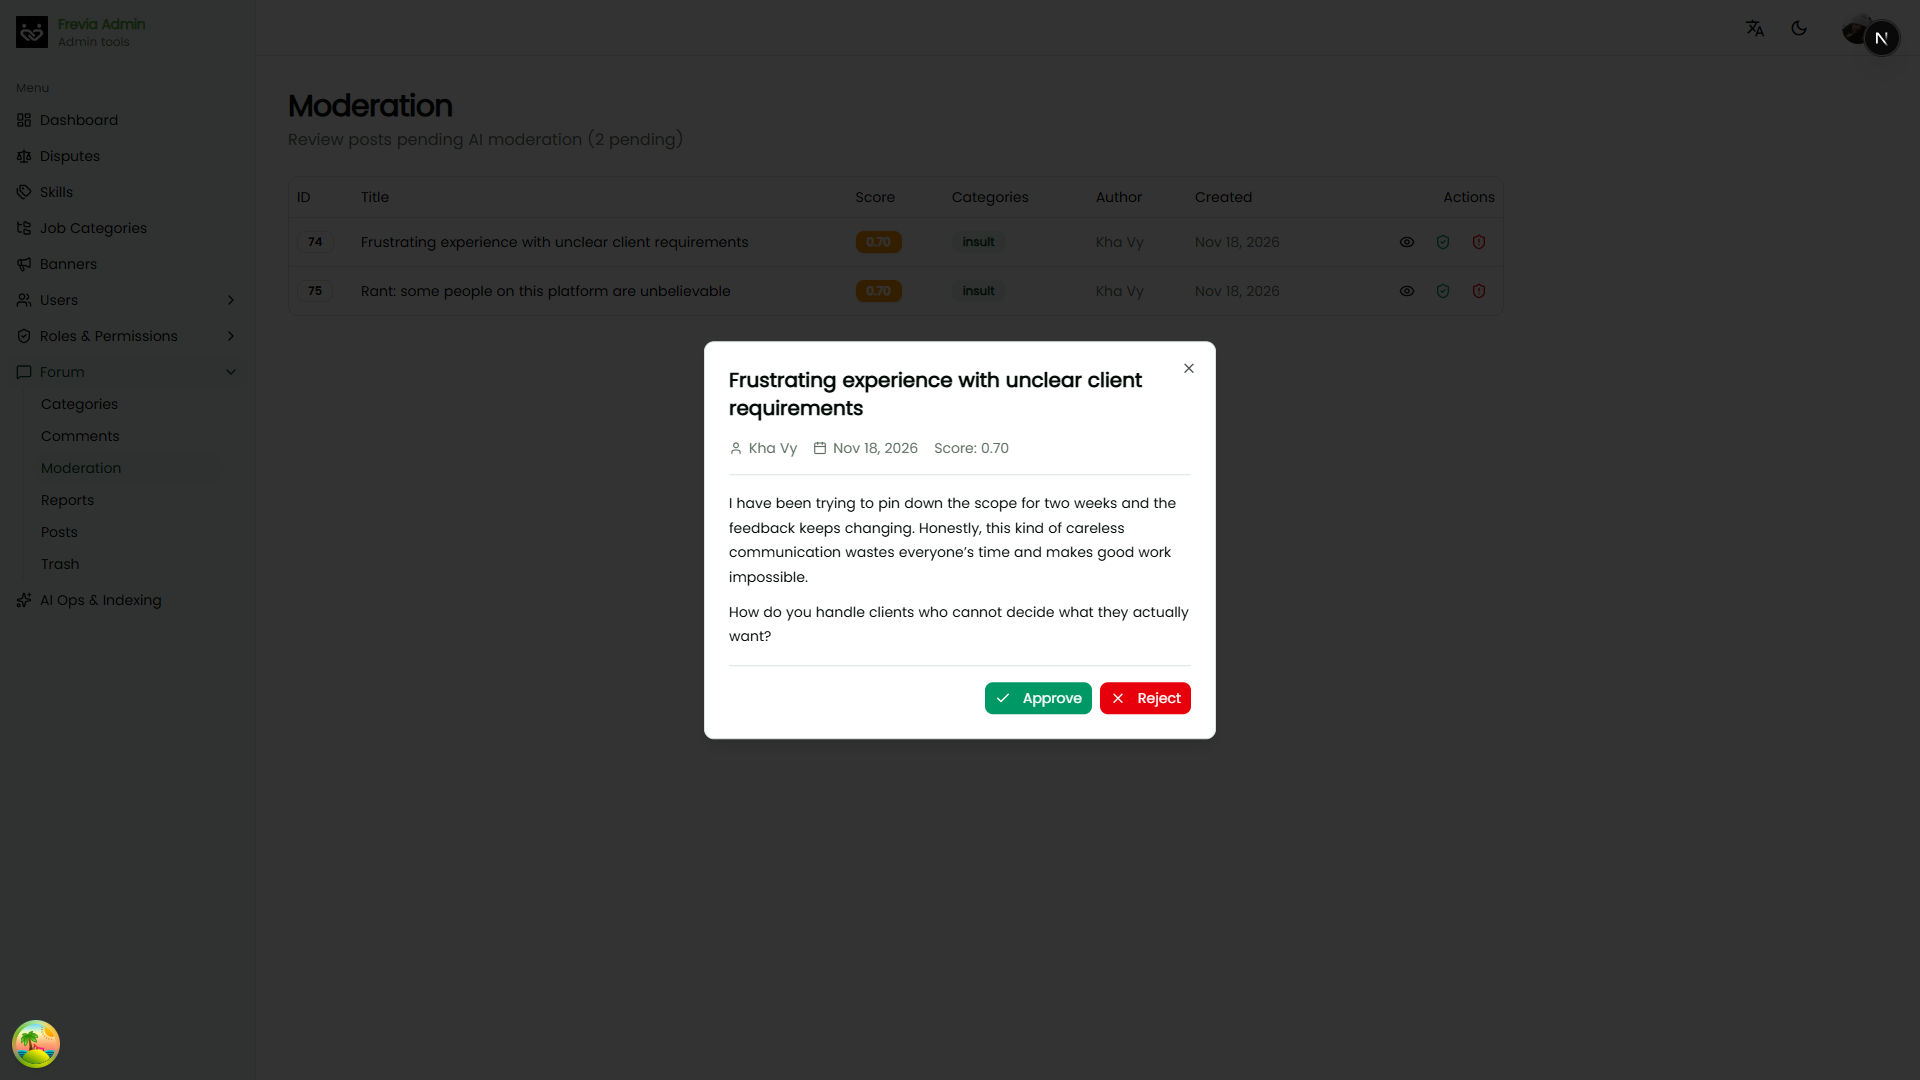 Frevia Admin
Admin tools
Menu
Dashboard
Disputes
Skills
Job Categories
Banners
Users
Roles & Permissions
Forum
Categories
Comments
Moderation
Reports
Posts
Trash
AI Ops & Indexing
N
Moderation
Review posts pending AI moderation (2 pending)
ID Title Score Categories Author Created Actions
74 Frustrating experience with unclear client requirements 0.70 insult Kha Vy Nov 18, 2026
75 Rant: some people on this platform are unbelievable 0.70 insult Kha Vy Nov 18, 2026
Frustrating experience with unclear client
requirements
Kha Vy Nov 18, 2026 Score: 0.70
I have been trying to pin down the scope for two weeks and the
feedback keeps changing. Honestly, this kind of careless
communication wastes everyone’s time and makes good work
impossible.
How do you handle clients who cannot decide what they actually
want?
Approve Reject